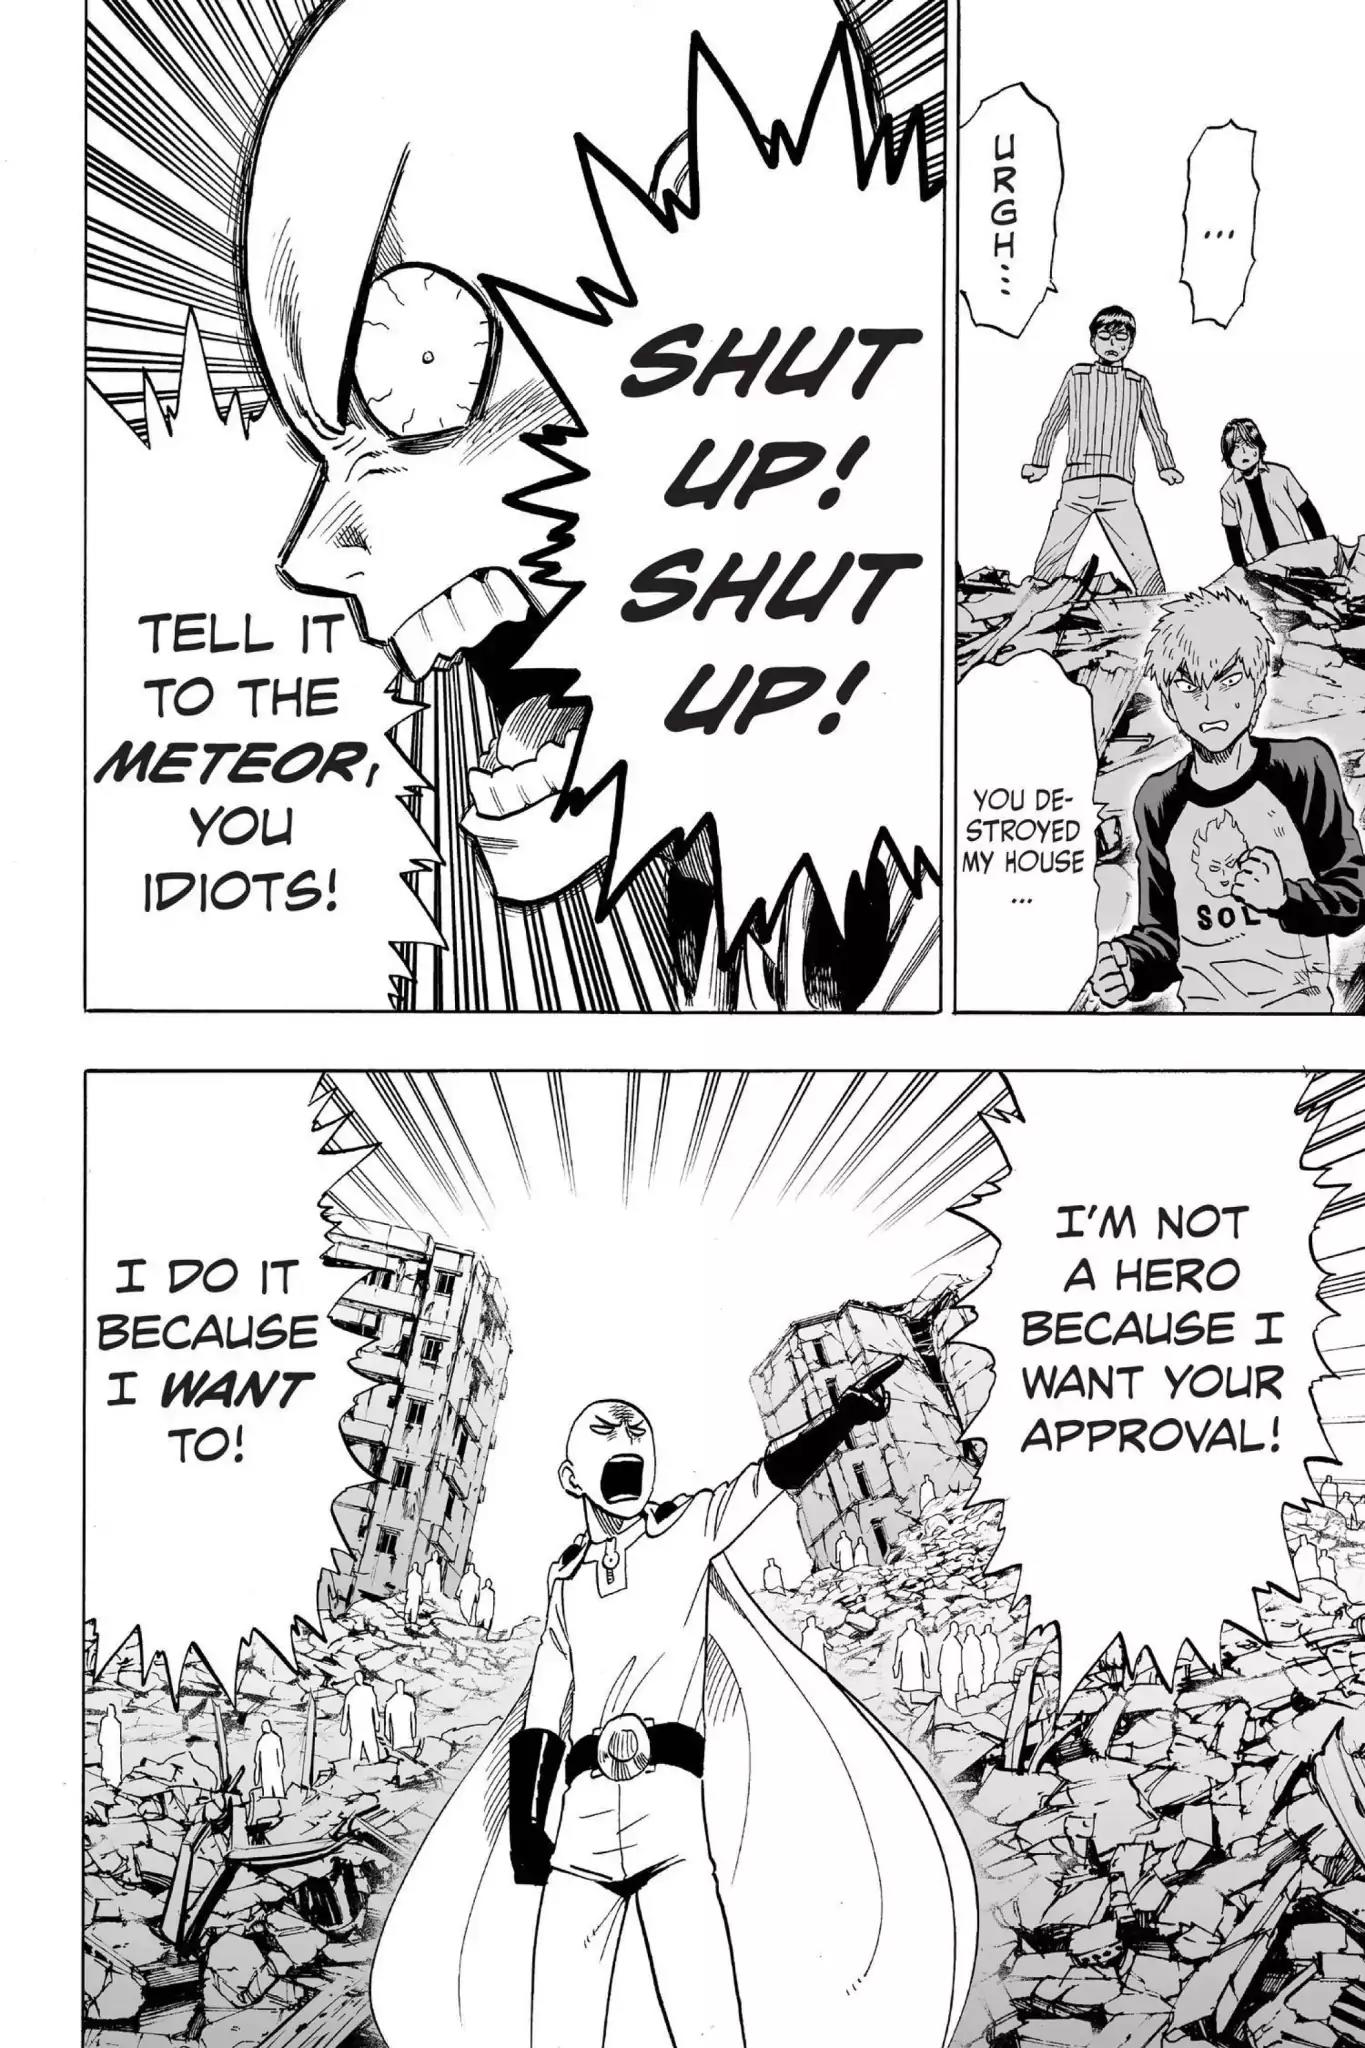 ...
URGH...
YOU DE-
STROYED
MY HOUSE
...
SOL
SHUT
UP!
SHUT
UP!
TELL IT
TO THE
METEOR,
YOU
IDIOTS!
I'M NOT
A HERO
BECAUSE I
WANT YOUR
APPROVAL!
I DO IT
BECAUSE
I WANT
TO!